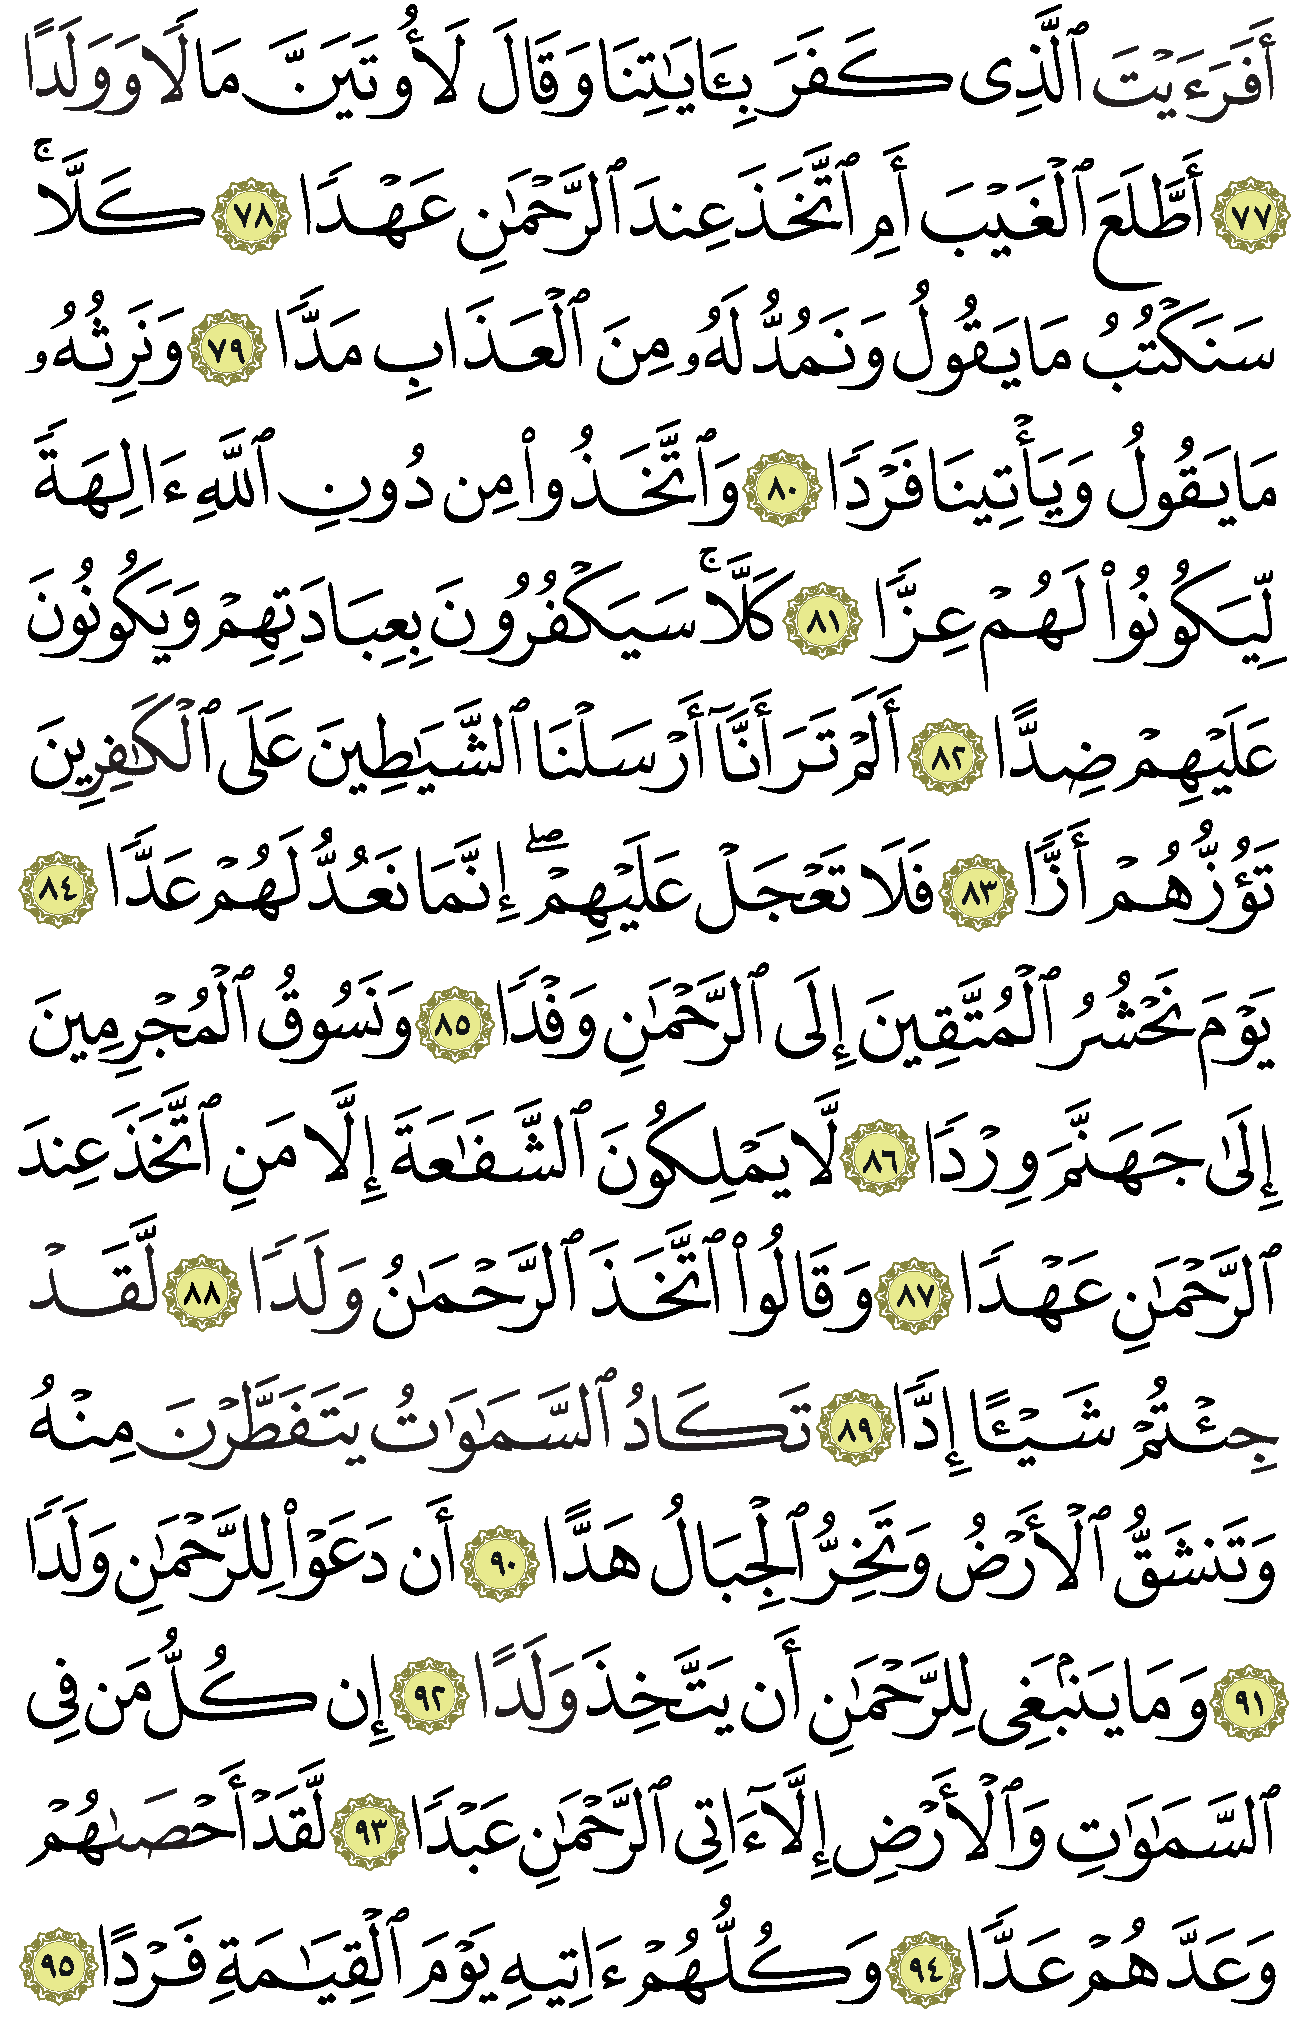 أَفَرَءَيْتَ ٱلَّذِى كَفَرَ بِـَٔايَـٰتِنَا وَقَالَ لَأُوتَيَنَّ مَالًا وَوَلَدًا
٧٧ أَطَّلَعَ ٱلْغَيْبَ أَمِ ٱتَّخَذَ عِندَ ٱلرَّحْمَـٰنِ عَهْدًا ٧٨ كَلَّا ۚ
سَنَكْتُبُ مَا يَقُولُ وَنَمُدُّ لَهُۥ مِنَ ٱلْعَذَابِ مَدًّا ٧٩ وَنَرِثُهُۥ
مَا يَقُولُ وَيَأْتِينَا فَرْدًا ٨٠ وَٱتَّخَذُوا۟ مِن دُونِ ٱللَّهِ ءَالِهَةً
لِّيَكُونُوا۟ لَهُمْ عِزًّا ٨١ كَلَّا ۚ سَيَكْفُرُونَ بِعِبَادَتِهِمْ وَيَكُونُونَ
عَلَيْهِمْ ضِدًّا ٨٢ أَلَمْ تَرَ أَنَّآ أَرْسَلْنَا ٱلشَّيَـٰطِينَ عَلَى ٱلْكَـٰفِرِينَ
تَؤُزُّهُمْ أَزًّا ٨٣ فَلَا تَعْجَلْ عَلَيْهِمْ ۖ إِنَّمَا نَعُدُّ لَهُمْ عَدًّا ٨٤
يَوْمَ نَحْشُرُ ٱلْمُتَّقِينَ إِلَى ٱلرَّحْمَـٰنِ وَفْدًا ٨٥ وَنَسُوقُ ٱلْمُجْرِمِينَ
إِلَىٰ جَهَنَّمَ وِرْدًا ٨٦ لَّا يَمْلِكُونَ ٱلشَّفَـٰعَةَ إِلَّا مَنِ ٱتَّخَذَ عِندَ
ٱلرَّحْمَـٰنِ عَهْدًا ٨٧ وَقَالُوا۟ ٱتَّخَذَ ٱلرَّحْمَـٰنُ وَلَدًا ٨٨ لَّقَدْ
جِئْتُمْ شَيْـًٔا إِدًّا ٨٩ تَكَادُ ٱلسَّمَـٰوَٰتُ يَتَفَطَّرْنَ مِنْهُ
وَتَنشَقُّ ٱلْأَرْضُ وَتَخِرُّ ٱلْجِبَالُ هَدًّا ٩٠ أَن دَعَوْا۟ لِلرَّحْمَـٰنِ وَلَدًا
٩١ وَمَا يَنۢبَغِى لِلرَّحْمَـٰنِ أَن يَتَّخِذَ وَلَدًا ٩٢ إِن كُلُّ مَن فِى
ٱلسَّمَـٰوَٰتِ وَٱلْأَرْضِ إِلَّآ ءَاتِى ٱلرَّحْمَـٰنِ عَبْدًا ٩٣ لَّقَدْ أَحْصَىٰهُمْ
وَعَدَّهُمْ عَدًّا ٩٤ وَكُلُّهُمْ ءَاتِيهِ يَوْمَ ٱلْقِيَـٰمَةِ فَرْدًا ٩٥